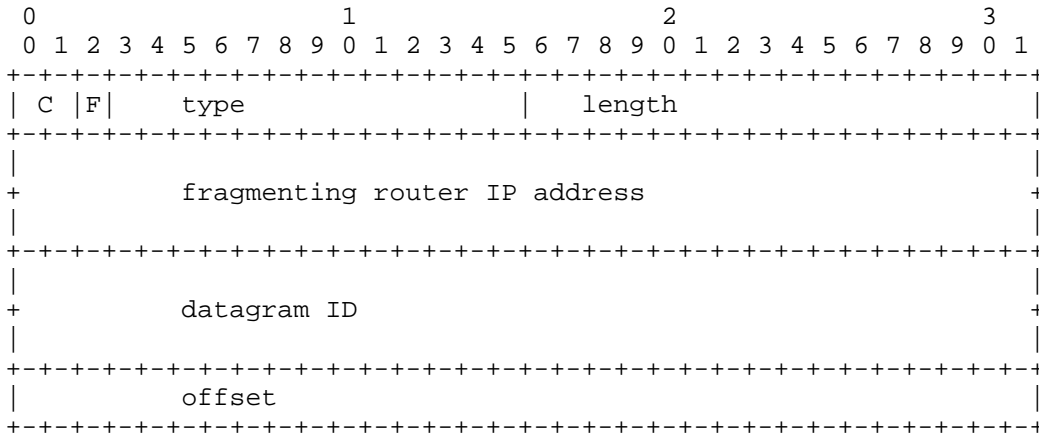 0                   1                   2                   3
 0 1 2 3 4 5 6 7 8 9 0 1 2 3 4 5 6 7 8 9 0 1 2 3 4 5 6 7 8 9 0 1
+-+-+-+-+-+-+-+-+-+-+-+-+-+-+-+-+-+-+-+-+-+-+-+-+-+-+-+-+-+-+-+-+
| C |F|    type                 |   length                      |
+-+-+-+-+-+-+-+-+-+-+-+-+-+-+-+-+-+-+-+-+-+-+-+-+-+-+-+-+-+-+-+-+
|                                                               |
+          fragmenting router IP address                        +
|                                                               |
+-+-+-+-+-+-+-+-+-+-+-+-+-+-+-+-+-+-+-+-+-+-+-+-+-+-+-+-+-+-+-+-+
|                                                               |
+          datagram ID                                          +
|                                                               |
+-+-+-+-+-+-+-+-+-+-+-+-+-+-+-+-+-+-+-+-+-+-+-+-+-+-+-+-+-+-+-+-+
|          offset                                               |
+-+-+-+-+-+-+-+-+-+-+-+-+-+-+-+-+-+-+-+-+-+-+-+-+-+-+-+-+-+-+-+-+